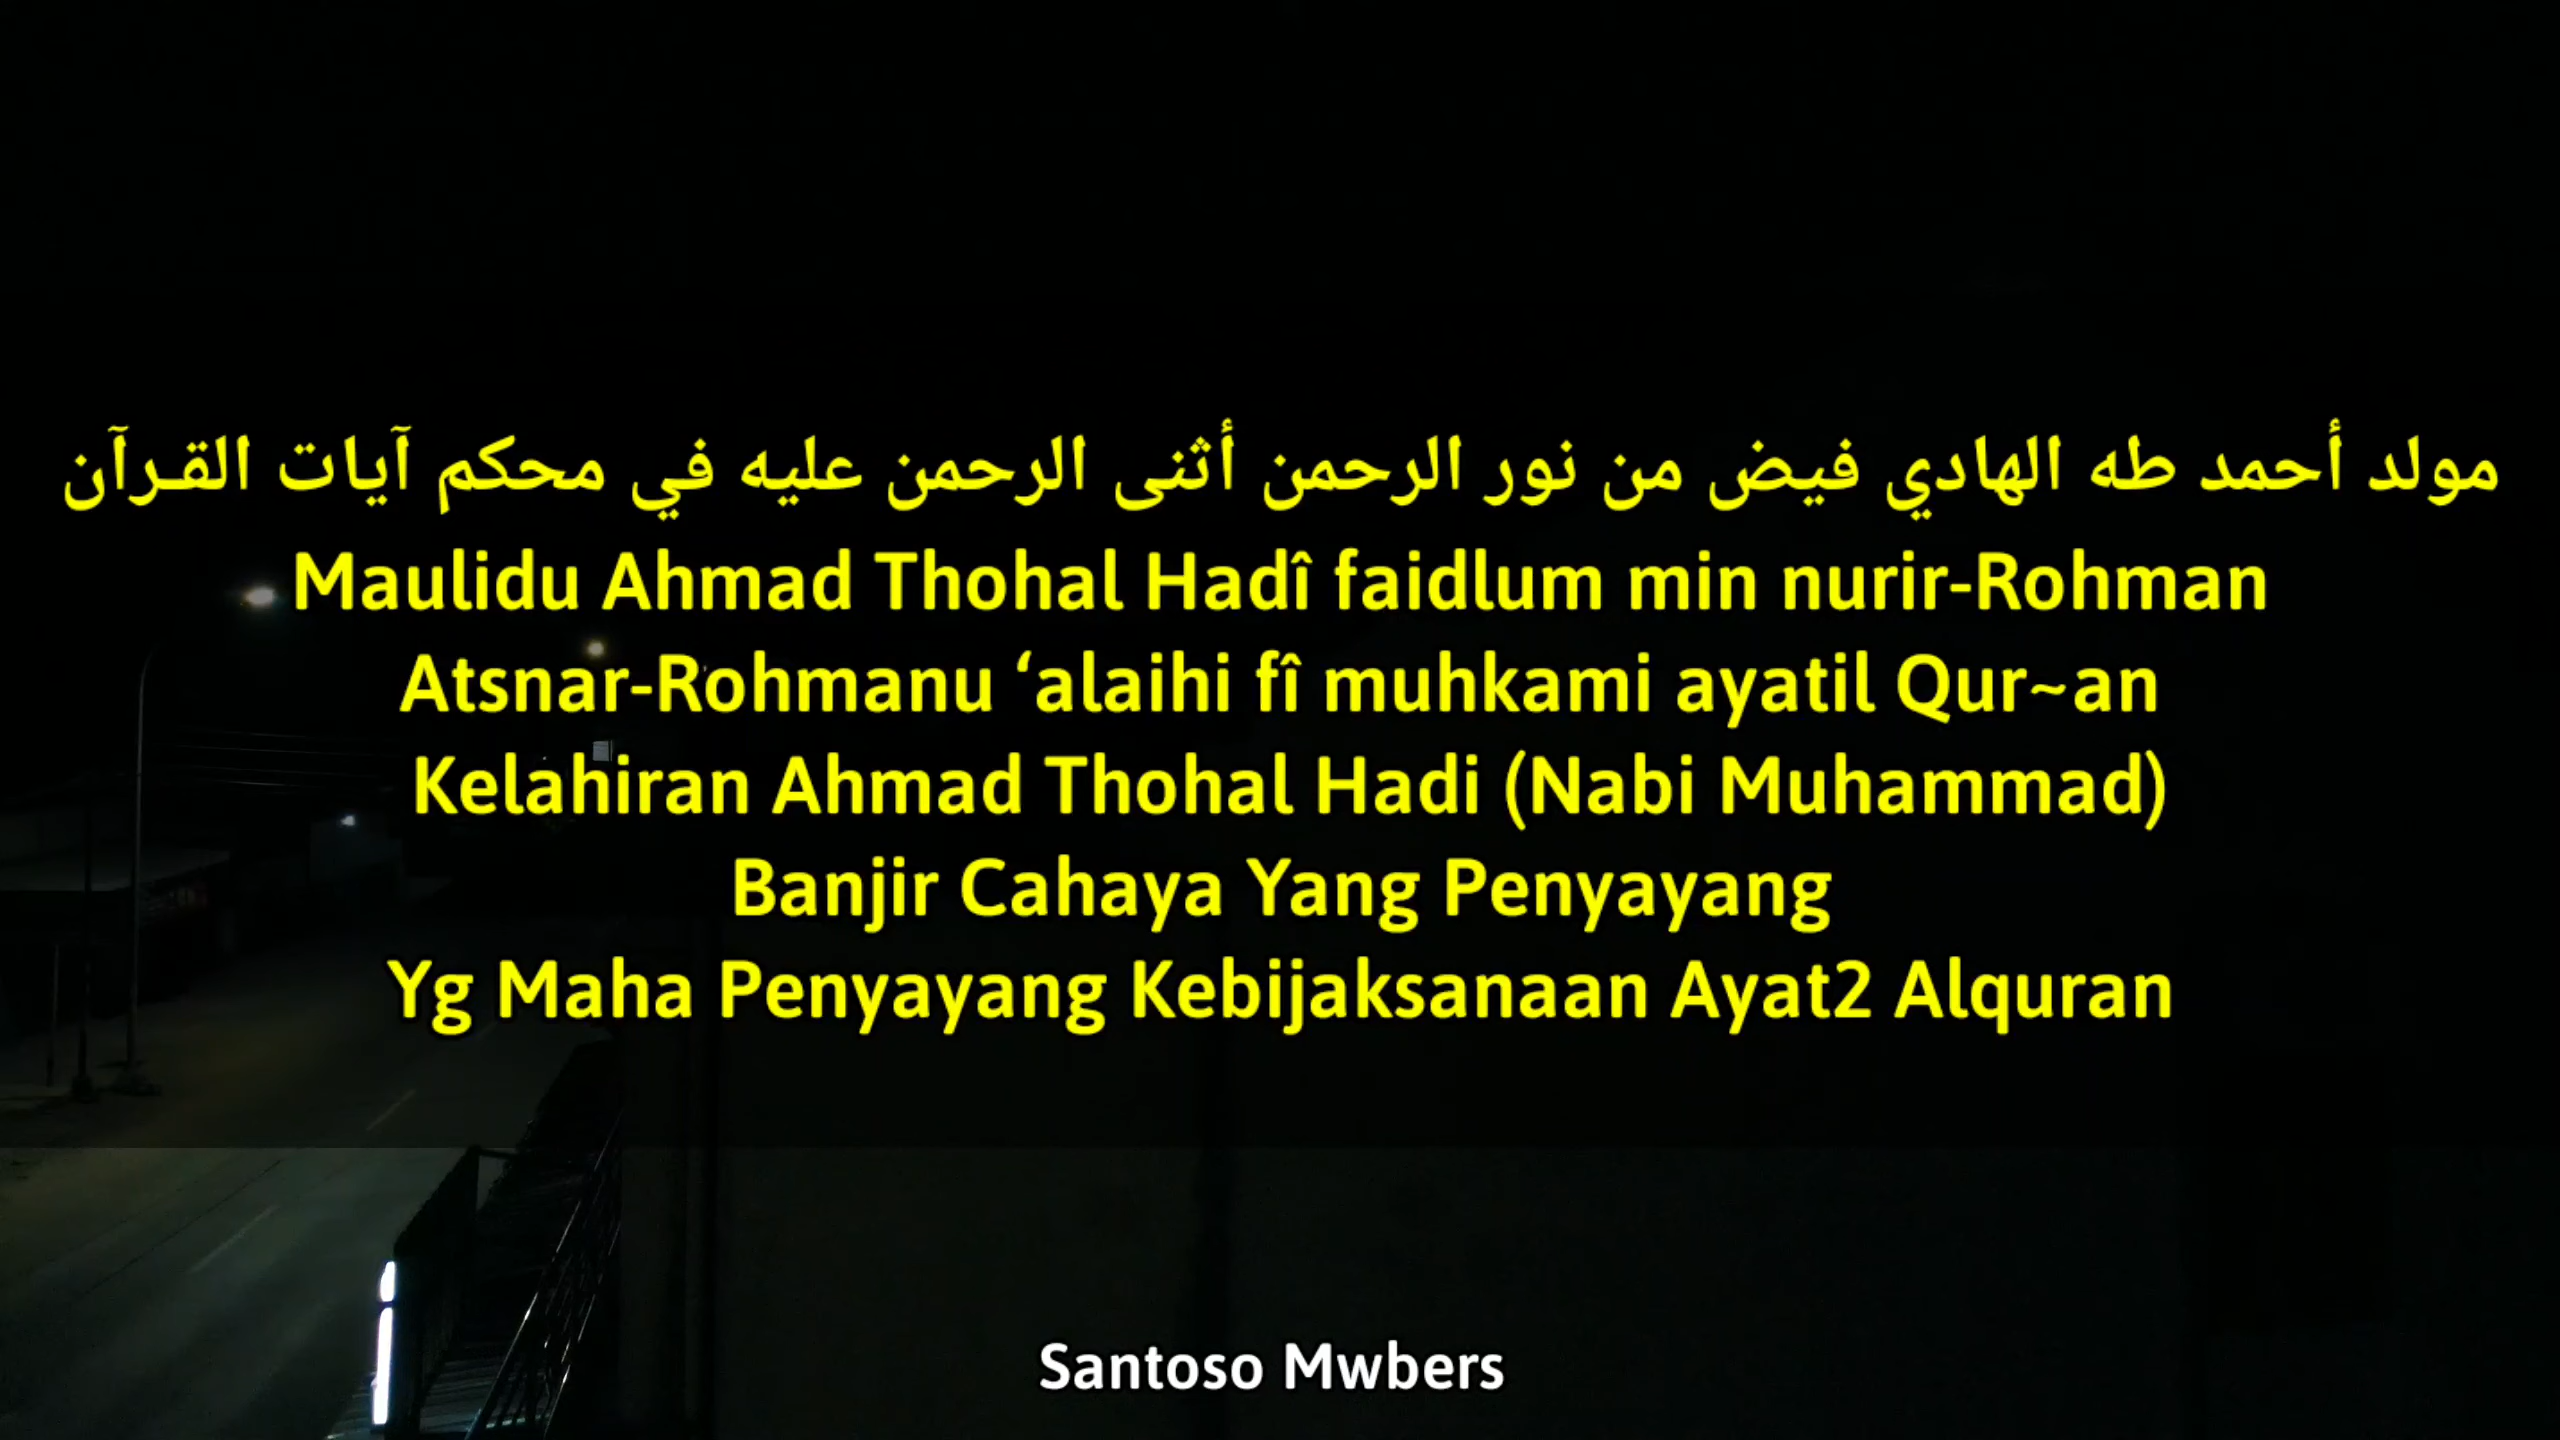 مولد أحمد طه الهادي فيض من نور الرحمن أثنى الرحمن عليه في محكم آيات القـرآن
Maulidu Ahmad Thohal Hadî faidlum min nurir-Rohman
Atsnar-Rohmanu ‘alaihi fî muhkami ayatil Qur~an
Kelahiran Ahmad Thohal Hadi (Nabi Muhammad)
Banjir Cahaya Yang Penyayang
Yg Maha Penyayang Kebijaksanaan Ayat2 Alquran
Santoso Mwbers